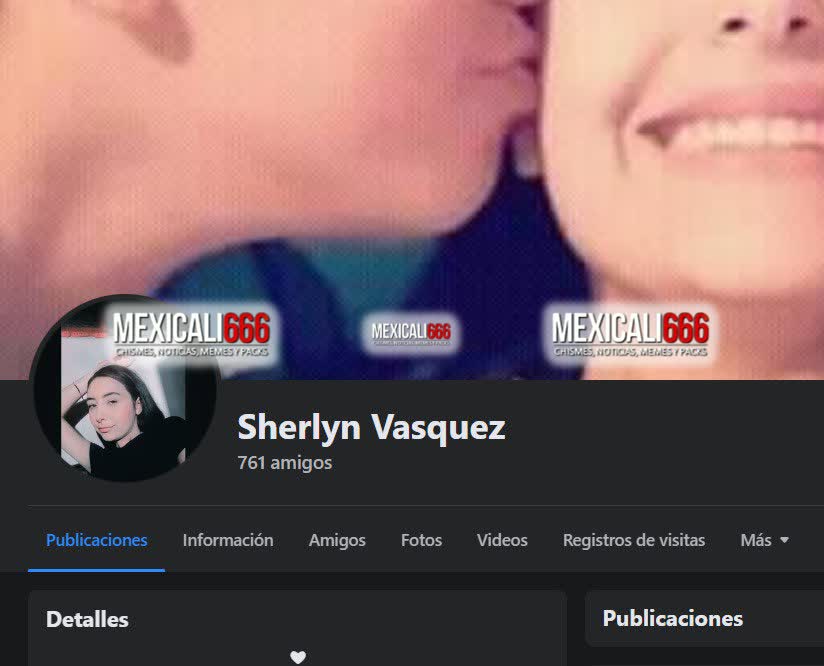 MEXICALI666
CHISMES, NOTICIAS, MEMES Y PACKS
MEXICALI666
CHISMES, NOTICIAS, MEMES Y PACKS
MEXICALI666
CHISMES, NOTICIAS, MEMES Y PACKS
Sherlyn Vasquez
761 amigos
Publicaciones Información Amigos Fotos Videos Registros de visitas Más
Detalles
Publicaciones